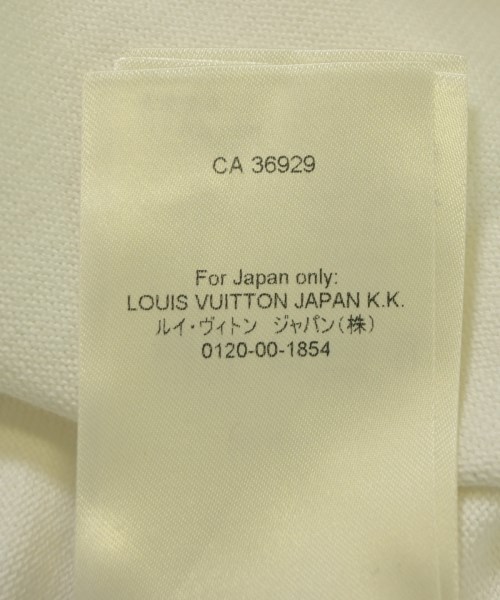 CA 36929
For Japan only:
LOUIS VUITTON JAPAN K.K.
ルイ・ヴィトン　ジャパン(株)
0120-00-1854